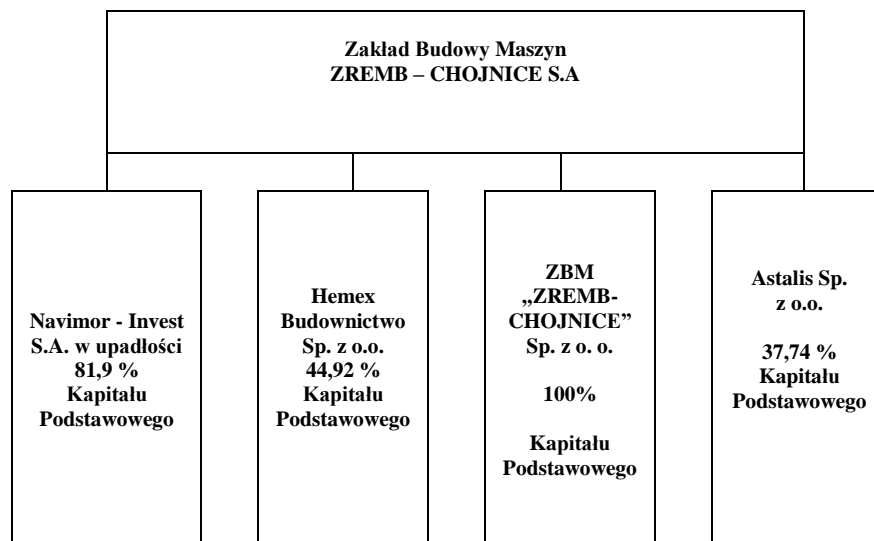 Zakład Budowy Maszyn
ZREMB – CHOJNICE S.A
Navimor - Invest
S.A. w upadłości
81,9 %
Kapitału
Podstawowego
Hemex
Budownictwo
Sp. z o.o.
44,92 %
Kapitału
Podstawowego
ZBM
„ZREMB-
CHOJNICE”
Sp. z o. o.
100%
Kapitału
Podstawowego
Astalis Sp.
z o.o.
37,74 %
Kapitału
Podstawowego